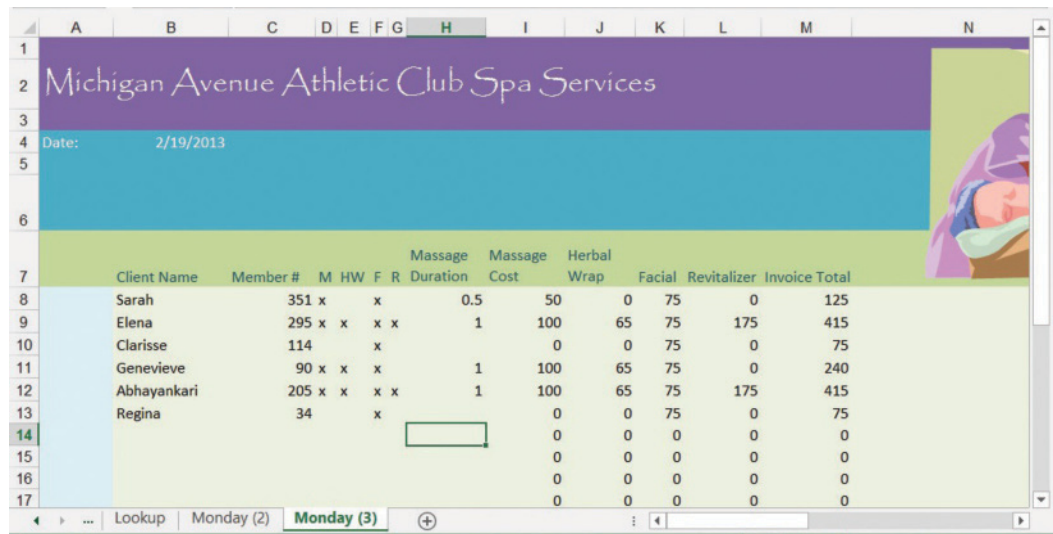 A B C D E F G H I J K L M N
1
2 Michigan Avenue Athletic Club Spa Services
3
4 Date: 2/19/2013
5
6
Massage Massage Herbal
7 Client Name Member # M HW F R Duration Cost Wrap Facial Revitalizer Invoice Total
8 Sarah 351 x x 0.5 50 0 75 0 125
9 Elena 295 x x x x 1 100 65 75 175 415
10 Clarisse 114 x 0 0 75 0 75
11 Genevieve 90 x x x 1 100 65 75 0 240
12 Abhayankari 205 x x x x 1 100 65 75 175 415
13 Regina 34 x 0 0 75 0 75
14 0 0 0 0 0
15 0 0 0 0 0
16 0 0 0 0 0
17 0 0 0 0 0
... Lookup Monday (2) Monday (3)